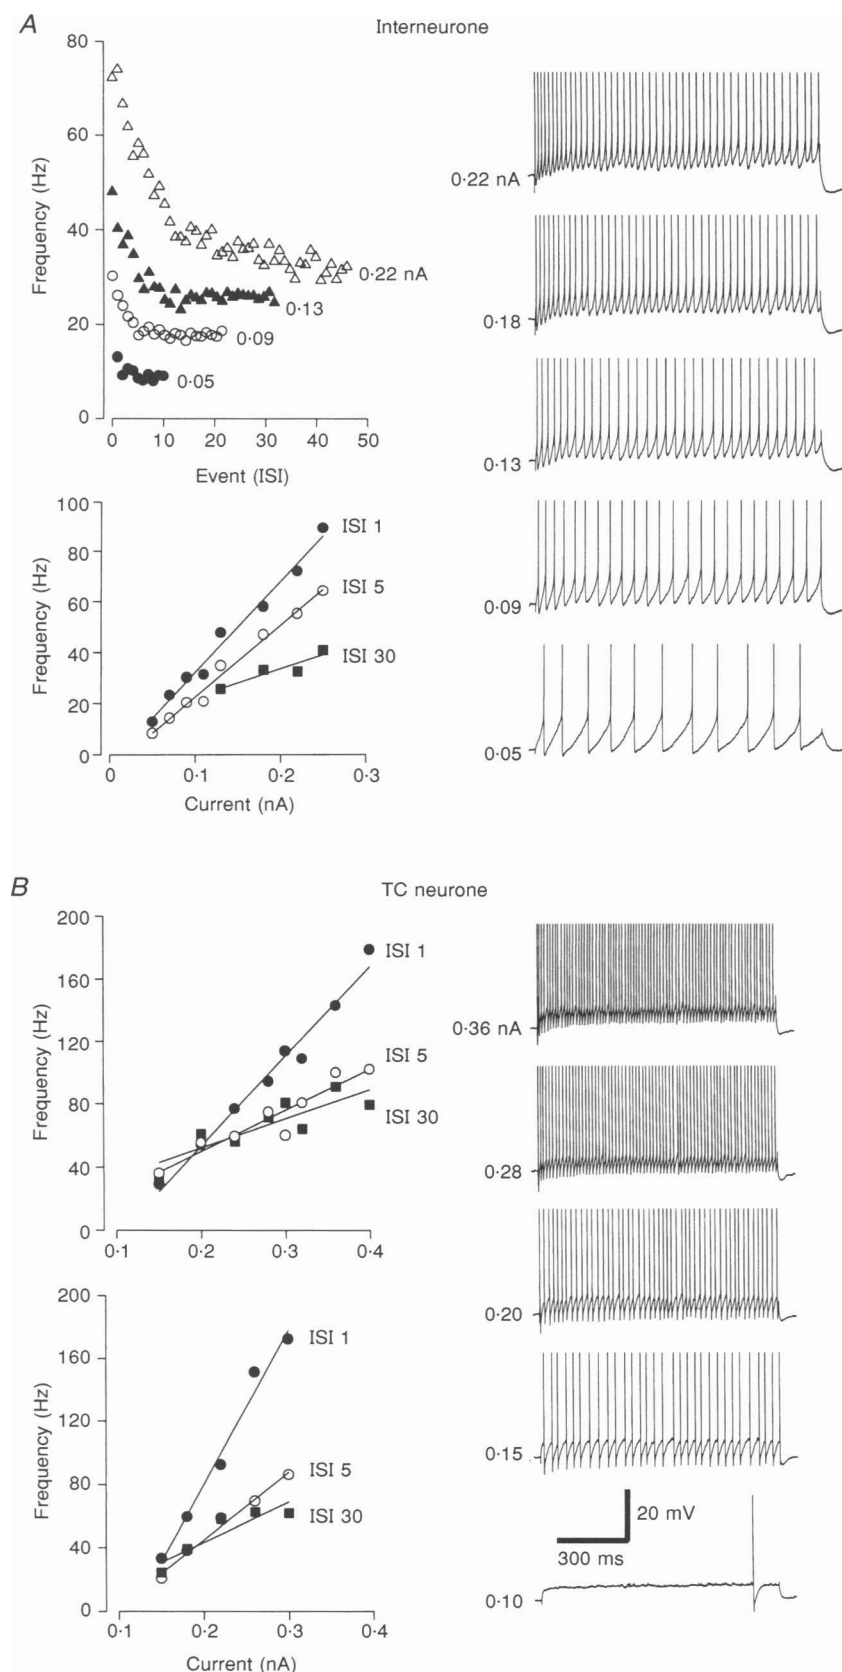 A
Interneurone
80
60
40
20
0
Frequency (Hz)
0·22 nA
0·13
0·09
0·05
0 10 20 30 40 50
Event (ISI)
100
80
60
40
20
0
Frequency (Hz)
ISI 1
ISI 5
ISI 30
0 0·1 0·2 0·3
Current (nA)
0·22 nA
0·18
0·13
0·09
0·05
B
TC neurone
200
160
120
80
40
0
Frequency (Hz)
ISI 1
ISI 5
ISI 30
0·1 0·2 0·3 0·4
200
160
120
80
40
0
Frequency (Hz)
ISI 1
ISI 5
ISI 30
0·1 0·2 0·3 0·4
Current (nA)
0·36 nA
0·28
0·20
0·15
20 mV
300 ms
0·10